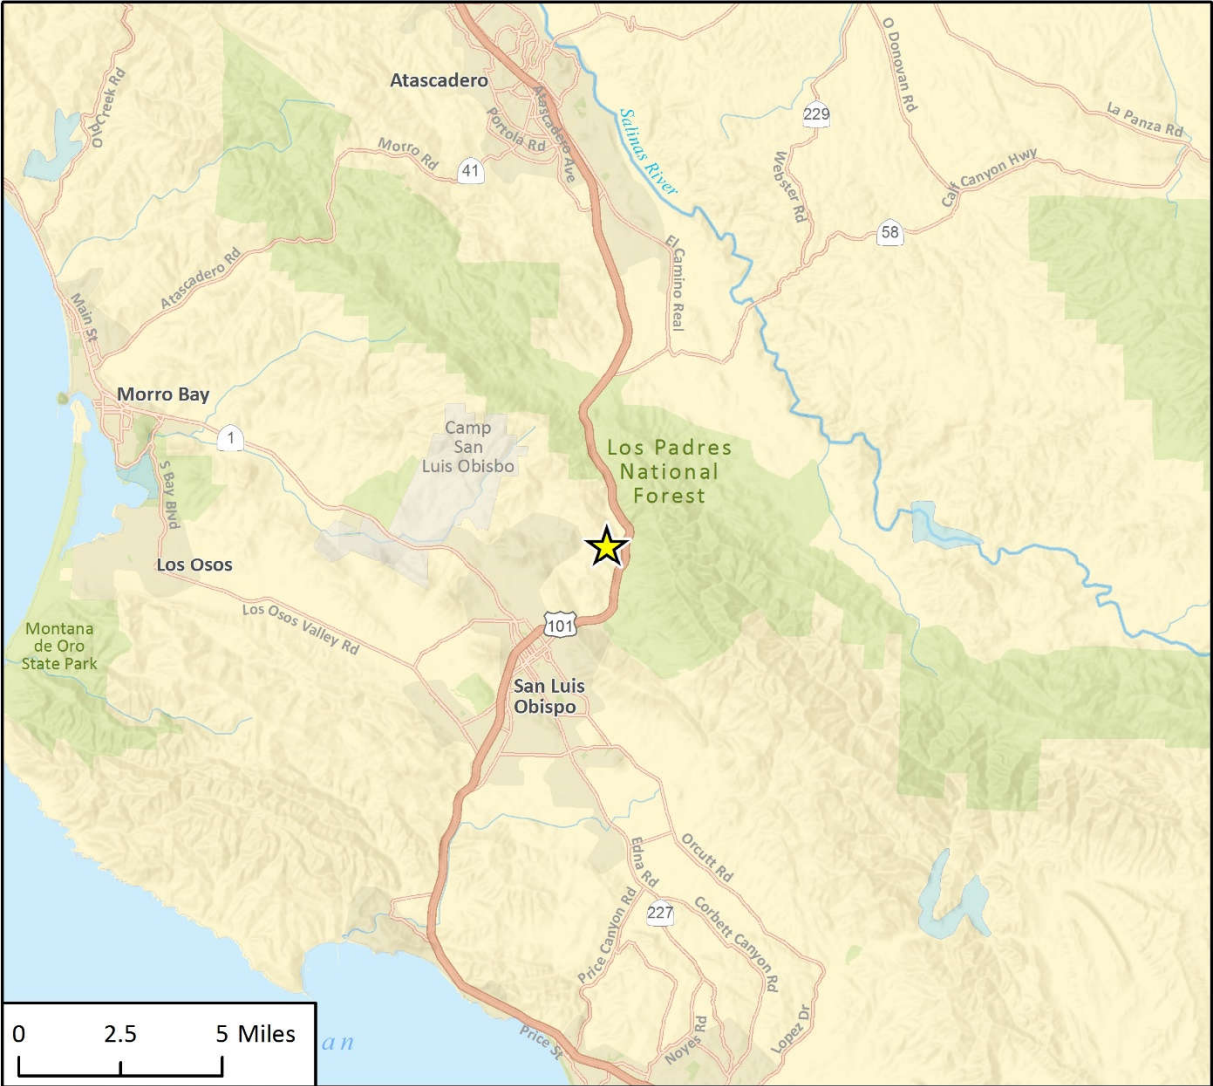 Atascadero
Old Creek Rd
O Donovan Rd
La Panza Rd
229
Salinas River
Portola Rd
Atascadero Ave
Morro Rd
41
Webster Rd
Calf Canyon Hwy
58
Atascadero Rd
El Camino Real
Main St
Morro Bay
1
Camp
San
Luis Obisbo
Los Padres
National
Forest
S Bay Blvd
Los Osos
Los Osos Valley Rd
101
Montana
de Oro
State Park
San Luis
Obispo
Edna Rd
Orcutt Rd
227
Corbett Canyon Rd
Price Canyon Rd
Noyes Rd
Lopez Dr
Price St
0 2.5 5 Miles
an